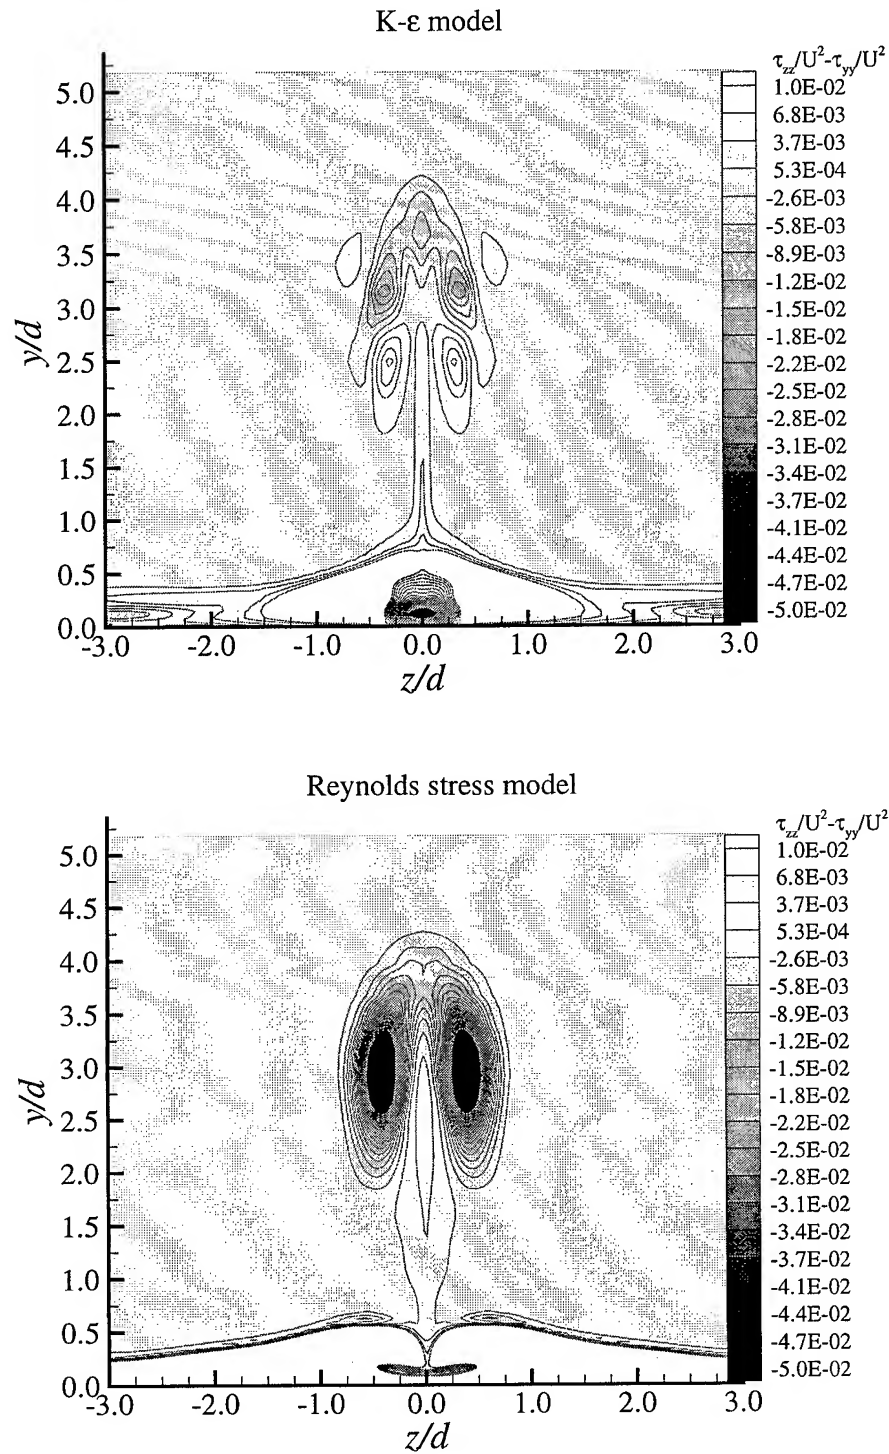 K-ε model
τzz/U²-τyy/U²
1.0E-02
6.8E-03
3.7E-03
5.3E-04
-2.6E-03
-5.8E-03
-8.9E-03
-1.2E-02
-1.5E-02
-1.8E-02
-2.2E-02
-2.5E-02
-2.8E-02
-3.1E-02
-3.4E-02
-3.7E-02
-4.1E-02
-4.4E-02
-4.7E-02
-5.0E-02
y/d
5.0
4.5
4.0
3.5
3.0
2.5
2.0
1.5
1.0
0.5
0.0
-3.0 -2.0 -1.0 0.0 1.0 2.0 3.0
z/d
Reynolds stress model
τzz/U²-τyy/U²
1.0E-02
6.8E-03
3.7E-03
5.3E-04
-2.6E-03
-5.8E-03
-8.9E-03
-1.2E-02
-1.5E-02
-1.8E-02
-2.2E-02
-2.5E-02
-2.8E-02
-3.1E-02
-3.4E-02
-3.7E-02
-4.1E-02
-4.4E-02
-4.7E-02
-5.0E-02
y/d
5.0
4.5
4.0
3.5
3.0
2.5
2.0
1.5
1.0
0.5
0.0
-3.0 -2.0 -1.0 0.0 1.0 2.0 3.0
z/d